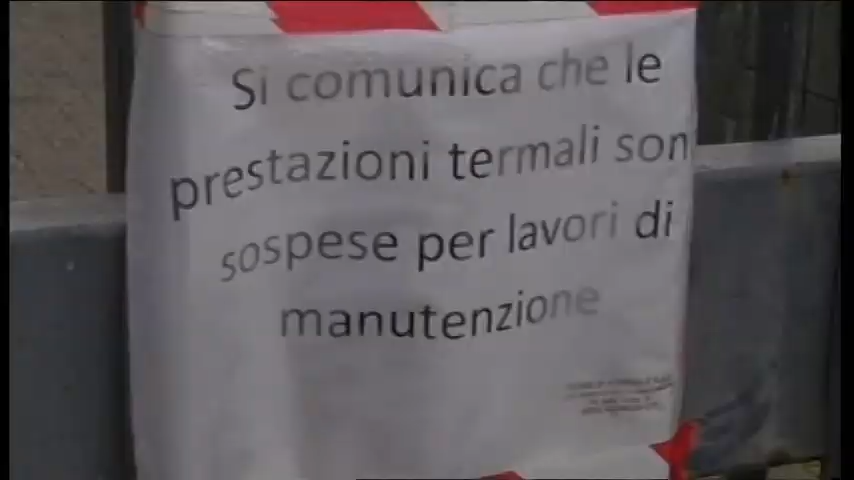 Si comunica che le
prestazioni termali son
sospese per lavori di
manutenzione